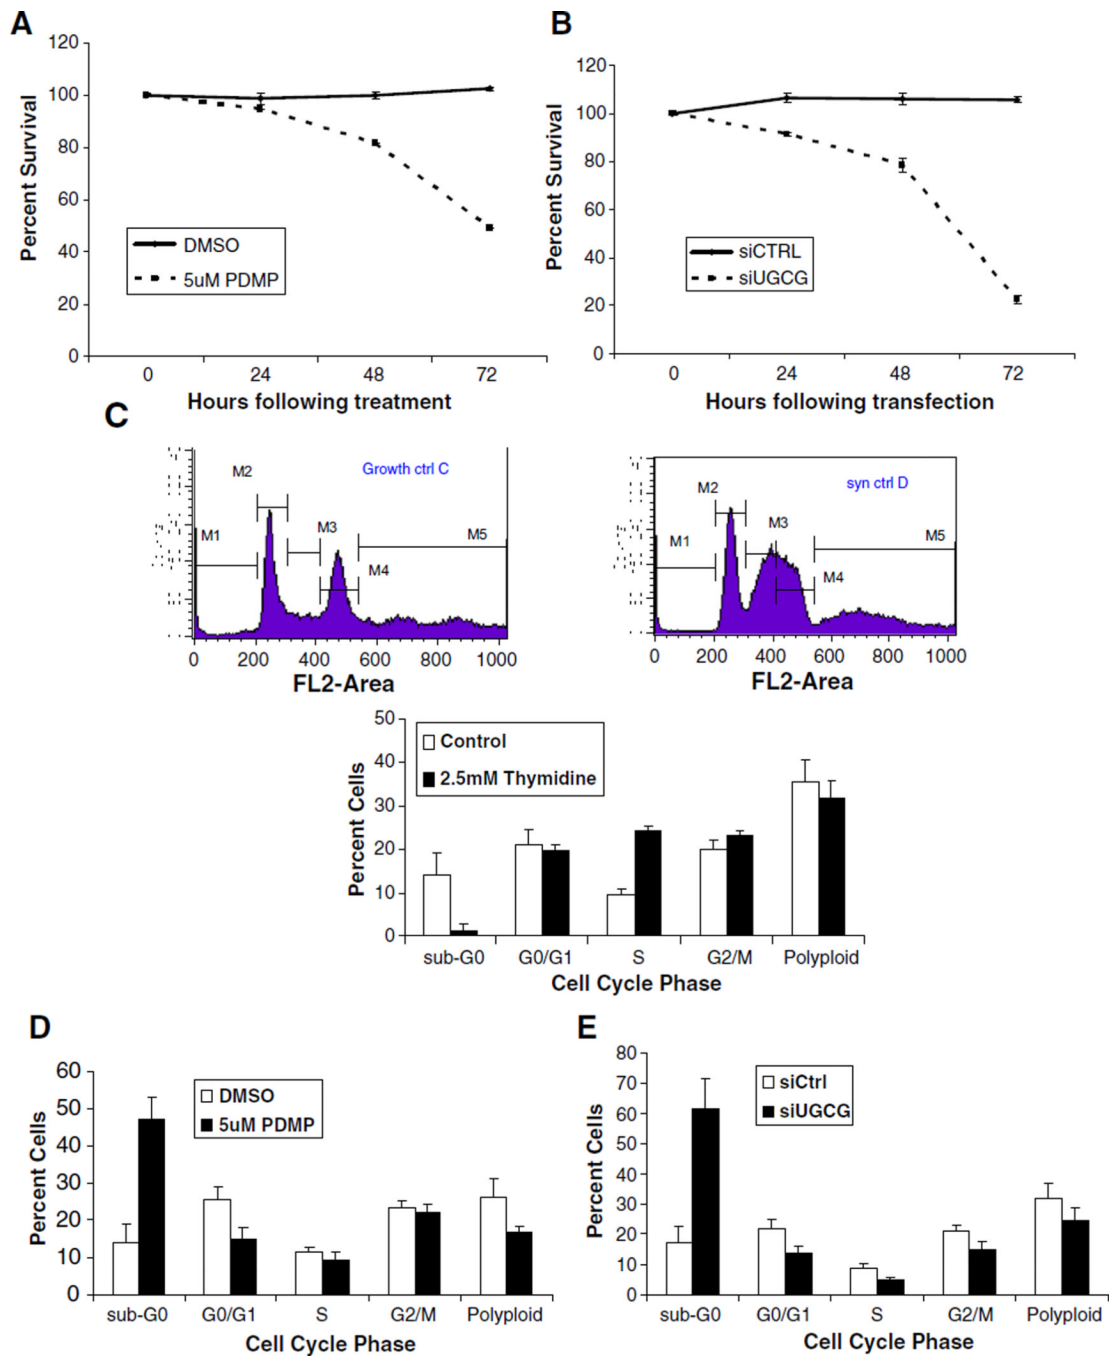 A
120
100
80
60
40
20
0
Percent Survival
DMSO
5uM PDMP
0 24 48 72
Hours following treatment
B
120
100
80
60
40
20
0
Percent Survival
siCTRL
siUGCG
0 24 48 72
Hours following transfection
C
Growth ctrl C
M2
M1
M3
M5
M4
0 200 400 600 800 1000
FL2-Area
syn ctrl D
M2
M3
M1
M5
M4
0 200 400 600 800 1000
FL2-Area
50
40
30
20
10
0
Percent Cells
Control
2.5mM Thymidine
sub-G0 G0/G1 S G2/M Polyploid
Cell Cycle Phase
D
60
50
40
30
20
10
0
Percent Cells
DMSO
5uM PDMP
sub-G0 G0/G1 S G2/M Polyploid
Cell Cycle Phase
E
80
70
60
50
40
30
20
10
0
Percent Cells
siCtrl
siUGCG
sub-G0 G0/G1 S G2/M Polyploid
Cell Cycle Phase